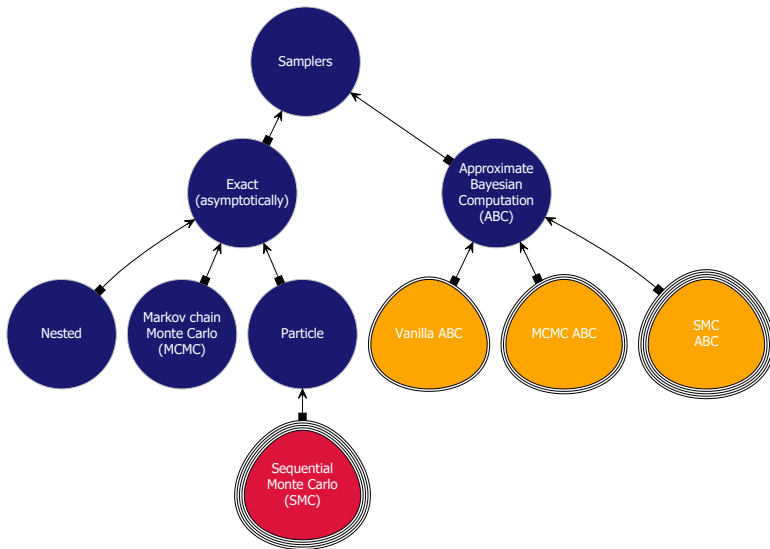 Samplers
Exact
(asymptotically)
Approximate
Bayesian
Computation
(ABC)
Nested
Markov chain
Monte Carlo
(MCMC)
Particle
Vanilla ABC
MCMC ABC
SMC
ABC
Sequential
Monte Carlo
(SMC)